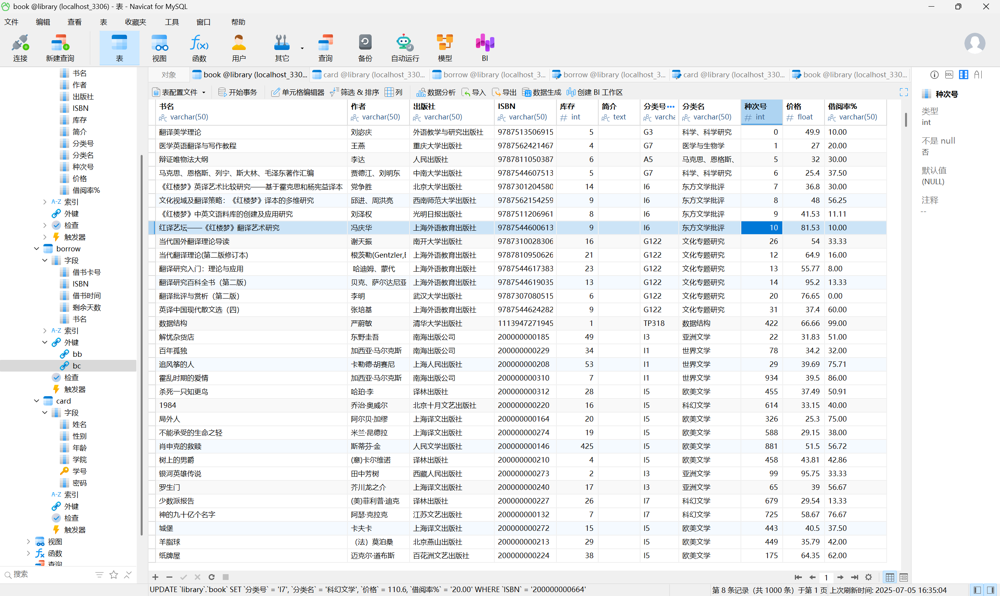 book @library (localhost_3306) - 表 - Navicat for MySQL
文件 编辑 查看 表 收藏夹 工具 窗口 帮助
连接 新建查询 表 视图 函数 用户 其它 查询 备份 自动运行 模型 BI
对象 book @library (localhost_330... card @library (localhost_330... borrow @library (localhost_3... borrow @library (localhost_3... card @library (localhost_330... book @library (localhost_330...
表配置文件 开始事务 单元格编辑器 筛选 & 排序 列 数据分析 导入 导出 数据生成 创建 BI 工作区
书名
作者
出版社
ISBN
库存
简介
分类号
分类名
种次号
价格
借阅率%
A-Z 索引
外键
检查
触发器
borrow
字段
借书卡号
ISBN
借书时间
剩余天数
书名
A-Z 索引
外键
bb
bc
检查
触发器
card
字段
姓名
性别
年龄
学院
学号
密码
A-Z 索引
外键
检查
触发器
视图
函数
查询
搜索
书名 作者 出版社 ISBN 库存 简介 分类号 分类名 种次号 价格 借阅率%
varchar(50) varchar(50) varchar(50) varchar(50) # int text varcha varchar(50) # int # float varchar(50)
翻译美学理论 刘宓庆 外语教学与研究出版社 9787513506915 5 G3 科学、科学研究 0 49.9 10.00
医学英语翻译与写作教程 王燕 重庆大学出版社 9787562421467 4 G7 医学与生物学 1 27 20.00
辩证唯物法大纲 李达 人民出版社 9787811050387 6 A5 马克思、恩格斯、 5 32 30.00
马克思、恩格斯、列宁、斯大林、毛泽东著作汇编 贾德江、刘明东 中南大学出版社 9787544607513 5 G7 科学、科学研究 6 25.4 37.50
《红楼梦》英译艺术比较研究——基于霍克思和杨宪益译本 党争胜 北京大学出版社 9787301204580 14 I6 东方文学批评 7 36.8 30.00
文化视域及翻译策略：《红楼梦》译本的多维研究 邱进、周洪亮 西南师范大学出版社 9787562154259 9 I6 东方文学批评 8 48 56.25
《红楼梦》中英文语料库的创建及应用研究 刘泽权 光明日报出版社 9787511206961 8 I6 东方文学批评 9 41.53 11.11
红译艺坛——《红楼梦》翻译艺术研究 冯庆华 上海外语教育出版社 9787544600613 9 I6 东方文学批评 10 81.53 10.00
当代国外翻译理论导读 谢天振 南开大学出版社 9787310028306 16 G122 文化专题研究 26 54 33.33
当代翻译理论(第二版修订本) 根茨勒(Gentzler,E 上海外语教育出版社 9787810950626 21 G122 文化专题研究 12 64.9 16.00
翻译研究入门：理论与应用 哈迪姆、蒙代 上海外语教育出版社 9787544617383 23 G122 文化专题研究 13 55.77 8.00
翻译研究百科全书（第二版） 贝克、萨尔达尼亚 上海外语教育出版社 9787544619035 13 G122 文化专题研究 14 95.2 13.33
翻译批评与赏析（第二版） 李明 武汉大学出版社 9787307080515 6 G122 文化专题研究 20 76.65 0.00
英译中国现代散文选（四） 张培基 上海外语教育出版社 9787544624282 9 G122 文化专题研究 31 37.4 60.00
数据结构 严蔚敏 清华大学出版社 1113947271945 1 TP318 数据结构 422 66.66 99.00
解忧杂货店 东野圭吾 南海出版公司 200000000185 49 I3 亚洲文学 22 31.83 51.00
百年孤独 加西亚·马尔克斯 南海出版公司 200000000229 34 I1 世界文学 78 34.2 32.00
追风筝的人 卡勒德·胡赛尼 上海人民出版社 200000000208 53 I1 世界文学 29 39.69 75.71
霍乱时期的爱情 加西亚·马尔克斯 南海出版公司 200000000310 7 I1 世界文学 934 39.5 86.00
杀死一只知更鸟 哈珀·李 译林出版社 200000000312 28 I5 欧美文学 455 37.49 50.91
1984 乔治·奥威尔 北京十月文艺出版社 200000000220 16 I5 科幻文学 614 33.15 40.00
局外人 阿尔贝·加缪 上海译文出版社 200000000164 20 I5 欧美文学 326 25.3 75.00
不能承受的生命之轻 米兰·昆德拉 上海译文出版社 200000000274 19 I5 欧美文学 588 29.15 38.00
肖申克的救赎 斯蒂芬·金 人民文学出版社 200000000146 425 I5 欧美文学 881 51.5 56.72
树上的男爵 (意)卡尔维诺 译林出版社 200000000210 4 I5 欧美文学 458 43.81 42.86
银河英雄传说 田中芳树 西藏人民出版社 200000000273 2 I3 亚洲文学 99 95.75 33.33
罗生门 芥川龙之介 上海译文出版社 200000000240 17 I3 亚洲文学 65 39 56.67
少数派报告 (美)菲利普·迪克 译林出版社 200000000227 26 I7 科幻文学 679 29.54 13.33
神的九十亿个名字 阿瑟·克拉克 江苏文艺出版社 200000000132 7 I7 科幻文学 725 58.67 76.67
城堡 卡夫卡 上海译文出版社 200000000272 15 I5 欧美文学 443 40.5 37.50
羊脂球 （法）莫泊桑 北京燕山出版社 200000000213 29 I5 欧美文学 449 35.79 42.00
纸牌屋 迈克尔·道布斯 百花洲文艺出版社 200000000224 38 I5 欧美文学 175 64.35 62.00
DDL AI
种次号
类型
int
不是 null
否
默认值
(NULL)
注释
--
1
UPDATE `library`.`book` SET `分类号` = 'I7', `分类名` = '科幻文学', `价格` = 110.6, `借阅率%` = '20.00' WHERE `ISBN` = '200000000664' 第 8 条记录（共 1000 条）于第 1 页 上次刷新时间: 2025-07-05 16:35:04